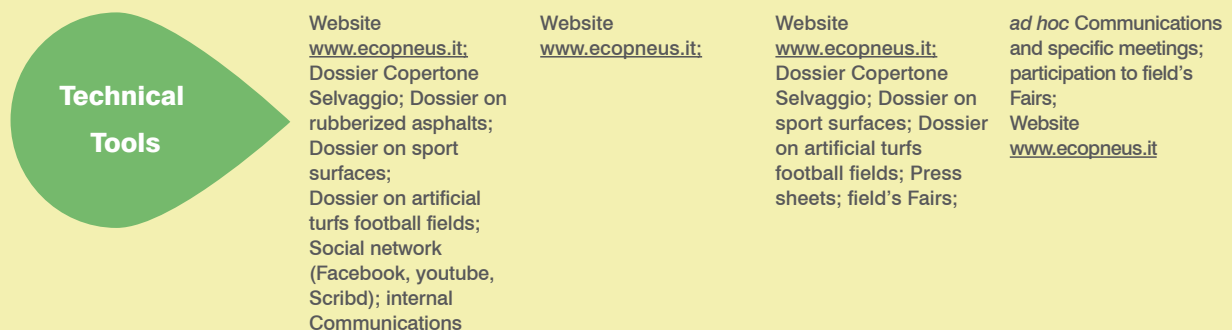 Technical
Tools
Website
www.ecopneus.it;
Dossier Copertone
Selvaggio; Dossier on
rubberized asphalts;
Dossier on sport
surfaces;
Dossier on artificial
turfs football fields;
Social network
(Facebook, youtube,
Scribd); internal
Communications
Website
www.ecopneus.it;
Website
www.ecopneus.it;
Dossier Copertone
Selvaggio; Dossier on
sport surfaces; Dossier
on artificial turfs
football fields; Press
sheets; field’s Fairs;
ad hoc Communications
and specific meetings;
participation to field’s
Fairs;
Website
www.ecopneus.it